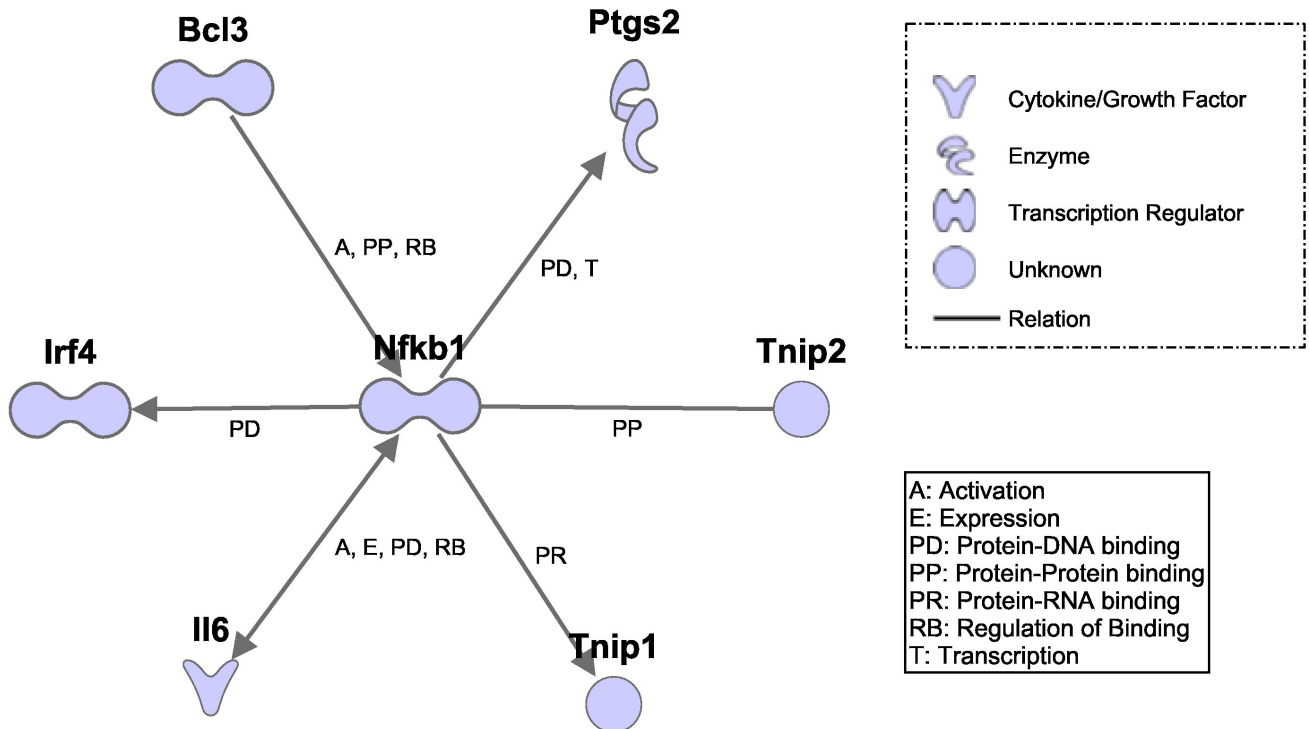 Bcl3
Ptgs2
Cytokine/Growth Factor
Enzyme
Transcription Regulator
Unknown
Relation
A, PP, RB
PD, T
Irf4
Nfkb1
Tnip2
PD
PP
A, E, PD, RB
PR
Il6
Tnip1
A: Activation
E: Expression
PD: Protein-DNA binding
PP: Protein-Protein binding
PR: Protein-RNA binding
RB: Regulation of Binding
T: Transcription